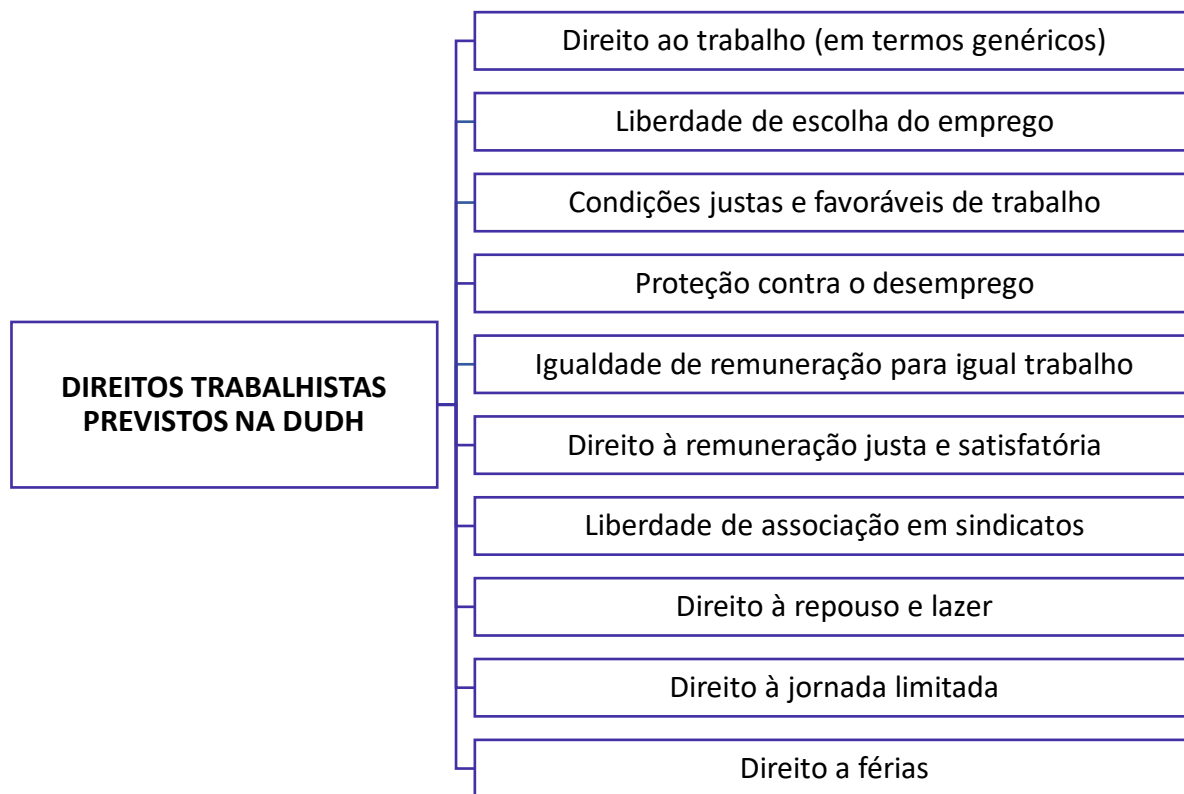 Direito ao trabalho (em termos genéricos)
Liberdade de escolha do emprego
Condições justas e favoráveis de trabalho
Proteção contra o desemprego
DIREITOS TRABALHISTAS
PREVISTOS NA DUDH
Igualdade de remuneração para igual trabalho
Direito à remuneração justa e satisfatória
Liberdade de associação em sindicatos
Direito à repouso e lazer
Direito à jornada limitada
Direito a férias